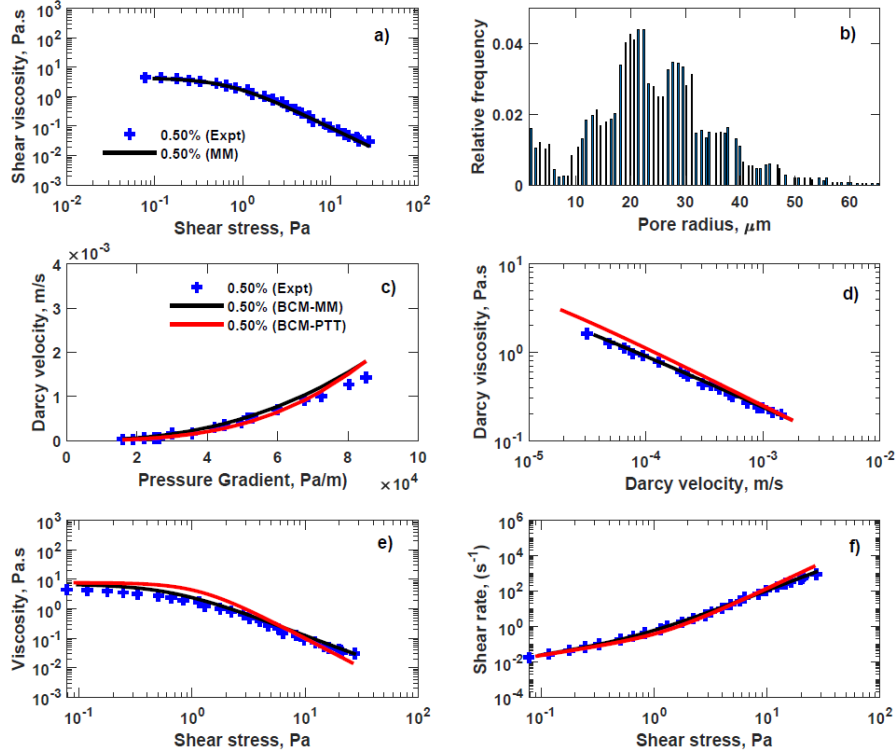 Shear viscosity, Pa.s
10^3
10^2
10^1
10^0
10^-1
10^-2
10^-3
a)
0.50% (Expt)
0.50% (MM)
10^-2
10^-1
10^0
10^1
10^2
Shear stress, Pa
Relative frequency
0.04
0.02
0
b)
10
20
30
40
50
60
Pore radius, μm
Darcy velocity, m/s
×10^-3
4
2
0
c)
0.50% (Expt)
0.50% (BCM-MM)
0.50% (BCM-PTT)
0
2
4
6
8
10
Pressure Gradient, Pa/m)
×10^4
Darcy viscosity, Pa.s
10^1
10^0
10^-1
d)
10^-5
10^-4
10^-3
10^-2
Darcy velocity, m/s
Viscosity, Pa.s
10^3
10^2
10^1
10^0
10^-1
10^-2
10^-3
e)
10^-1
10^0
10^1
10^2
Shear stress, Pa
Shear rate, (s^-1)
10^6
10^4
10^2
10^0
10^-2
10^-4
f)
10^-1
10^0
10^1
10^2
Shear stress, Pa